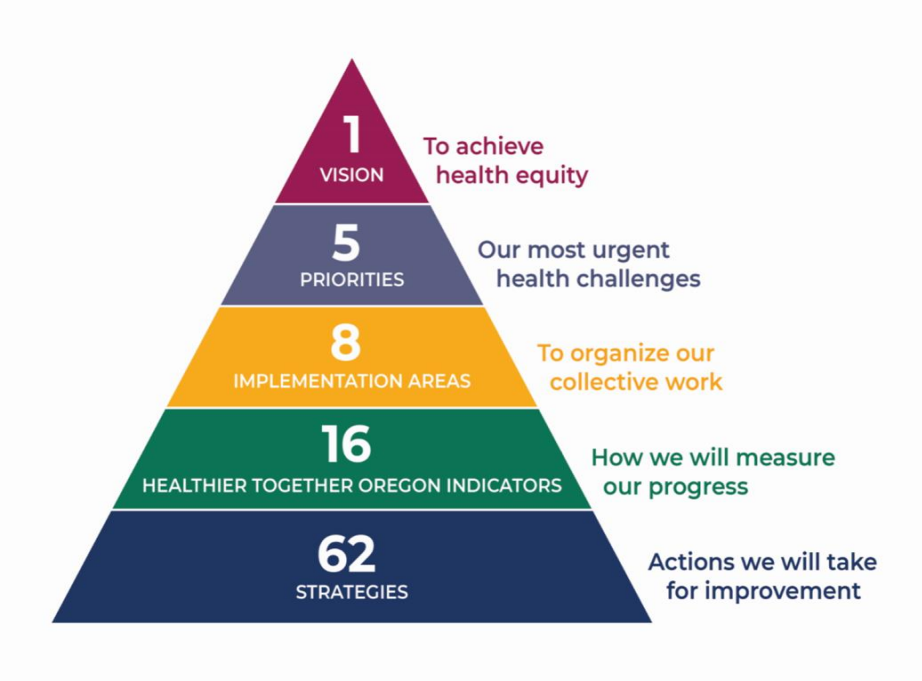 1
VISION
To achieve
health equity
5
PRIORITIES
Our most urgent
health challenges
8
IMPLEMENTATION AREAS
To organize our
collective work
16
HEALTHIER TOGETHER OREGON INDICATORS
How we will measure
our progress
62
STRATEGIES
Actions we will take
for improvement